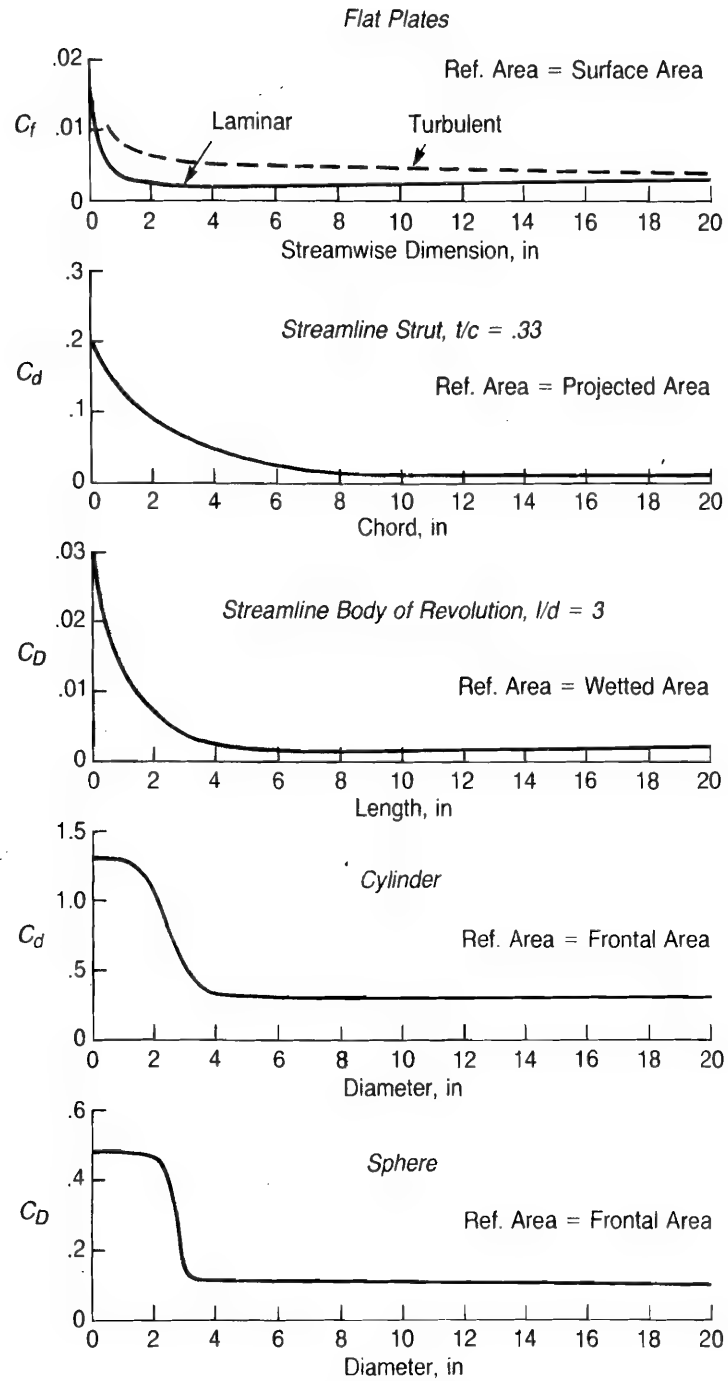 Flat Plates
.02
Ref. Area = Surface Area
C_f
.01
Laminar
Turbulent
0
0 2 4 6 8 10 12 14 16 18 20
Streamwise Dimension, in
.3
Streamline Strut, t/c = .33
.2
C_d
Ref. Area = Projected Area
.1
0
0 2 4 6 8 10 12 14 16 18 20
Chord, in
.03
Streamline Body of Revolution, l/d = 3
.02
C_D
Ref. Area = Wetted Area
.01
0
0 2 4 6 8 10 12 14 16 18 20
Length, in
1.5
Cylinder
1.0
C_d
Ref. Area = Frontal Area
.5
0
0 2 4 6 8 10 12 14 16 18 20
Diameter, in
.6
Sphere
.4
C_D
Ref. Area = Frontal Area
.2
0
0 2 4 6 8 10 12 14 16 18 20
Diameter, in